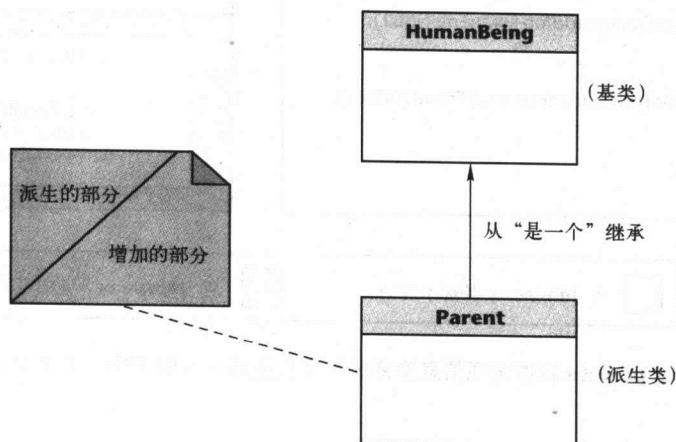 HumanBeing
(基类)
派生的部分
增加的部分
从“是一个”继承
Parent
(派生类)